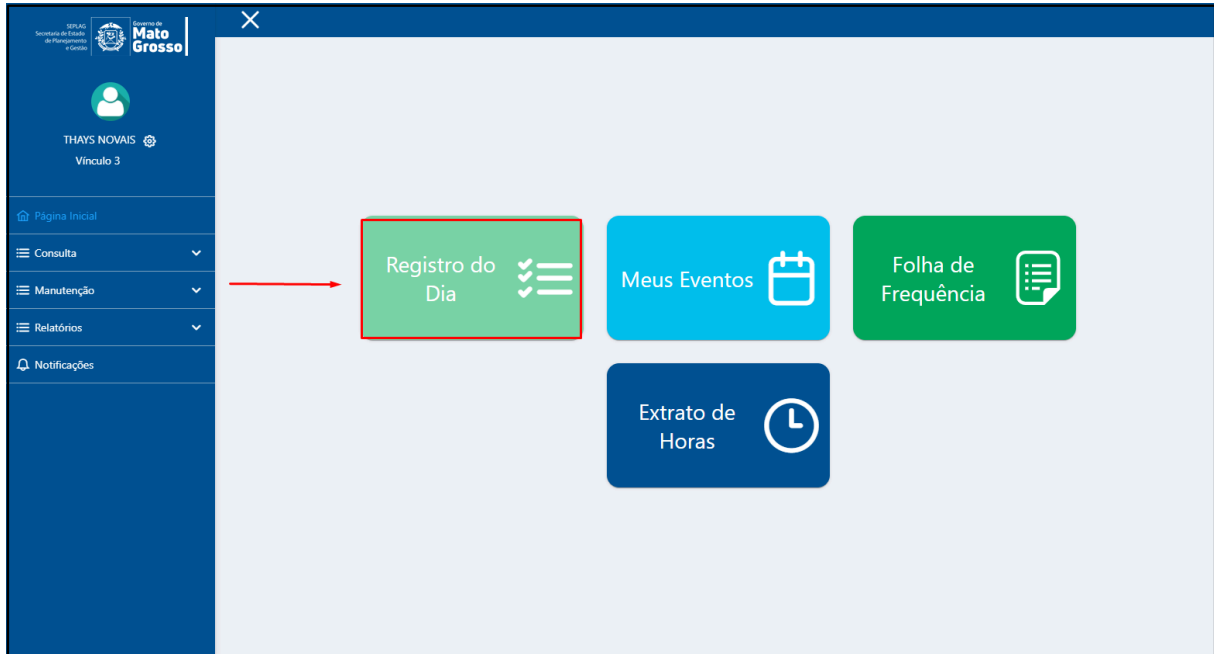 SEPLAG
Secretaria de Estado
de Planejamento
e Gestão
Governo de
Mato
Grosso
THAYS NOVAIS
Vínculo 3
Página Inicial
Consulta
Manutenção
Relatórios
Notificações
Registro do
Dia
Meus Eventos
Folha de
Frequência
Extrato de
Horas